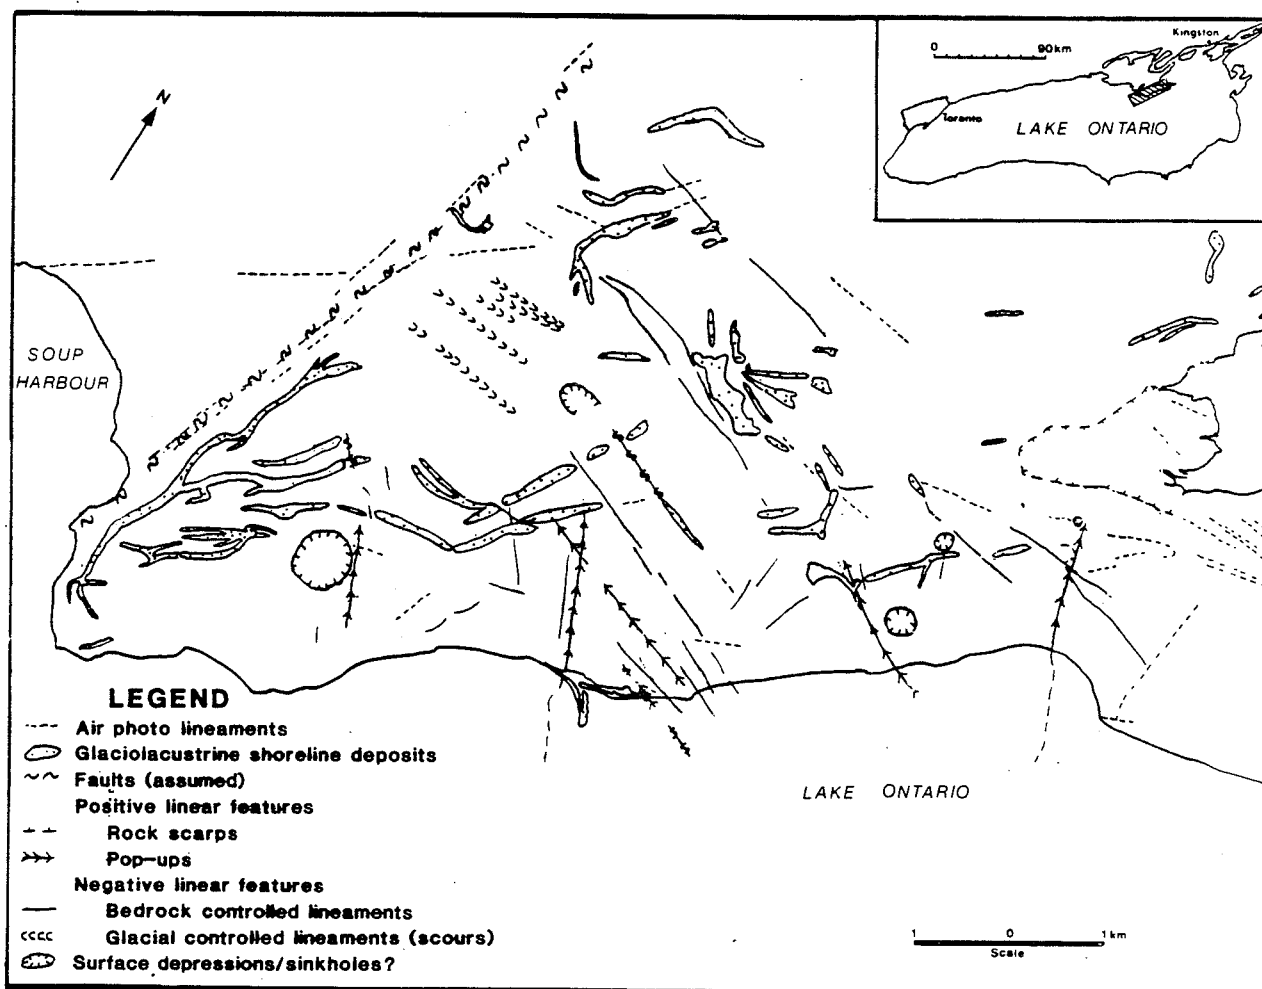 N
0 90km
Kingston
Toronto
LAKE ONTARIO
SOUP
HARBOUR
LEGEND
Air photo lineaments
Glaciolacustrine shoreline deposits
Faults (assumed)
Positive linear features
Rock scarps
Pop-ups
Negative linear features
Bedrock controlled lineaments
Glacial controlled lineaments (scours)
Surface depressions/sinkholes?
LAKE ONTARIO
1 0 1 km
Scale